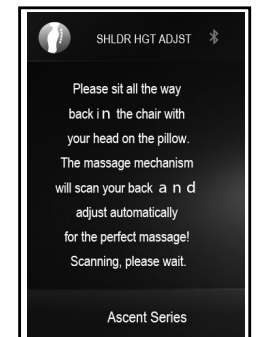 SHLDR HGT ADJST
Please sit all the way
back in the chair with
your head on the pillow.
The massage mechanism
will scan your back and
adjust automatically
for the perfect massage!
Scanning, please wait.
Ascent Series